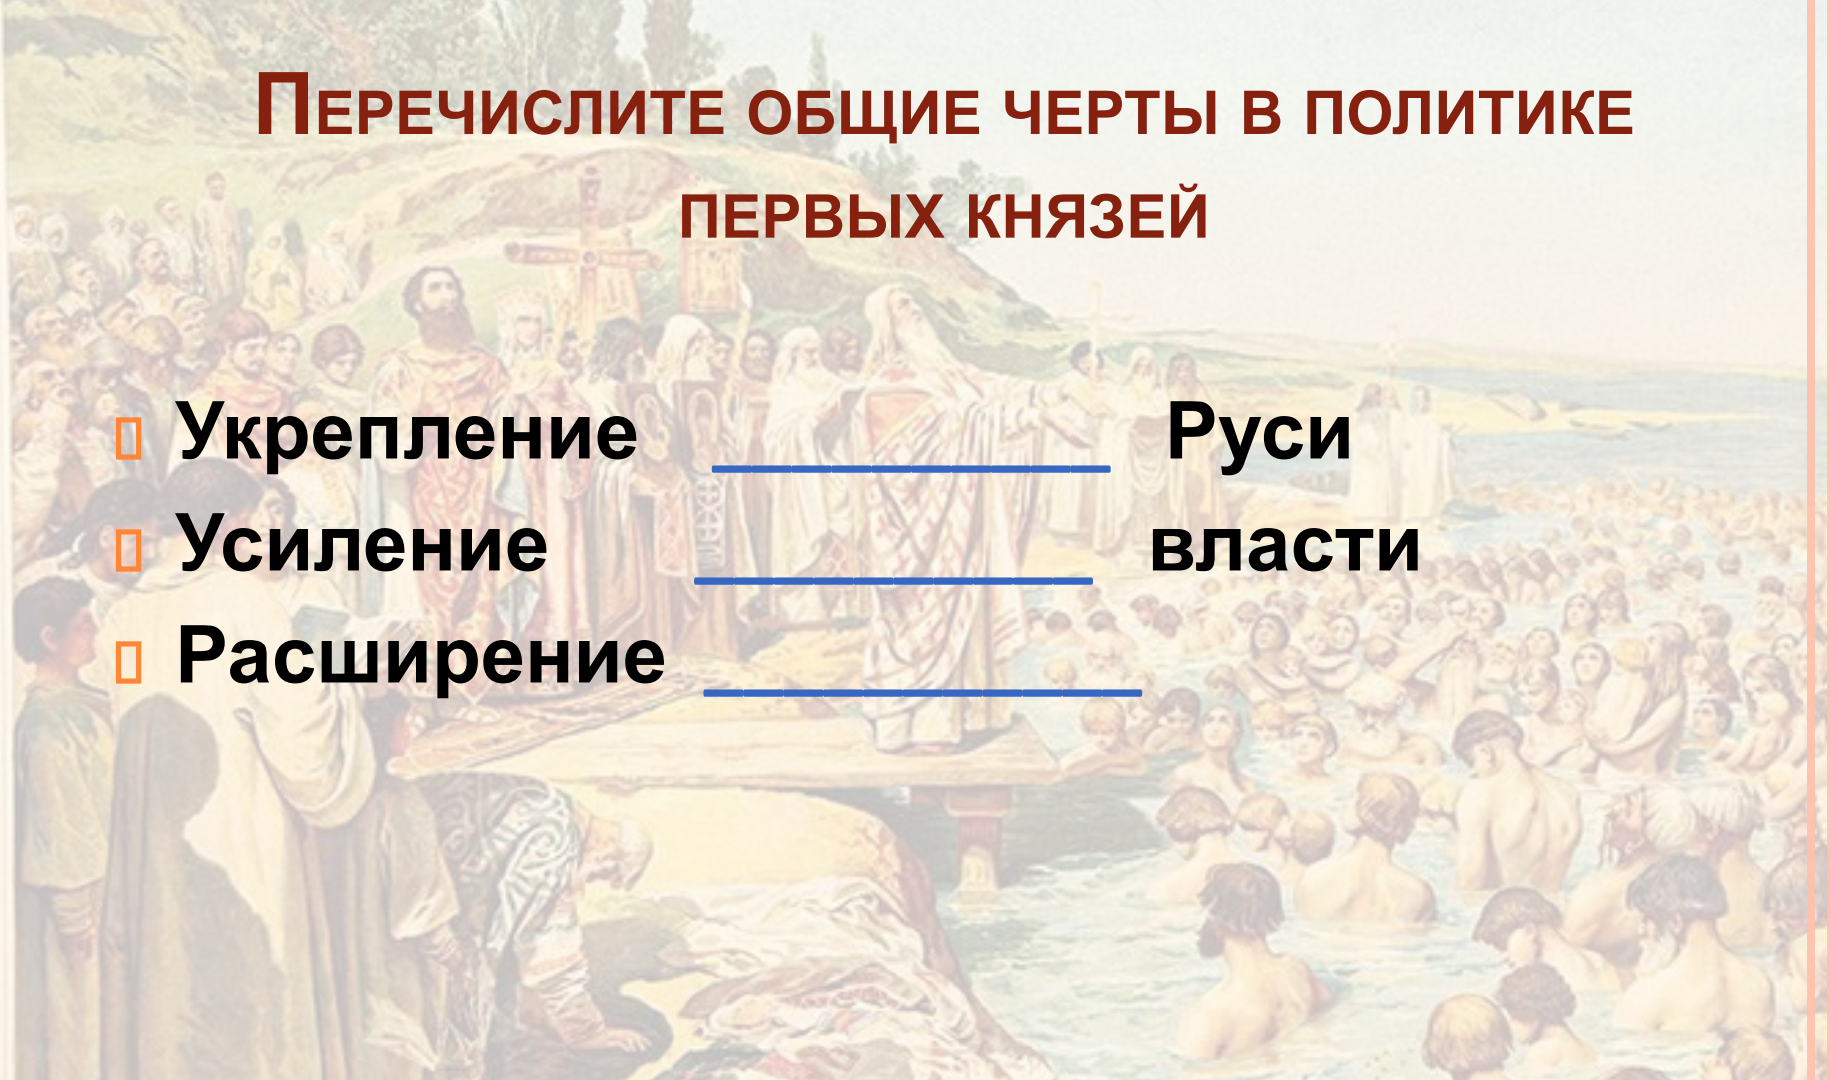 Перечислите общие черты в политике
первых князей
Укрепление __________ Руси
Усиление __________ власти
Расширение ___________